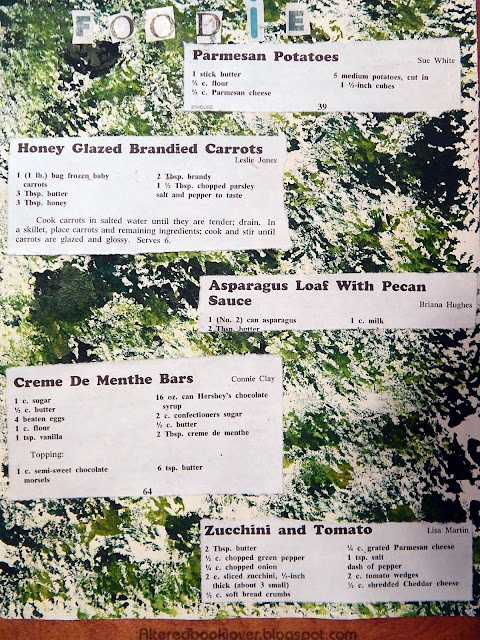 FOODiE
Parmesan Potatoes
Sue White
1 stick butter
½ c. flour
½ c. Parmesan cheese
5 medium potatoes, cut in
1 ½-inch cubes
39
Honey Glazed Brandied Carrots
Leslie Jones
1 (1 lb.) bag frozen baby
carrots
3 Tbsp. butter
3 Tbsp. honey
2 Tbsp. brandy
1 ½ Tbsp. chopped parsley
salt and pepper to taste
Cook carrots in salted water until they are tender; drain. In
a skillet, place carrots and remaining ingredients; cook and stir until
carrots are glazed and glossy. Serves 6.
Asparagus Loaf With Pecan
Sauce
Briana Hughes
1 (No. 2) can asparagus
2 Tbsp. butter
1 c. milk
Creme De Menthe Bars
Connie Clay
1 c. sugar
½ c. butter
4 beaten eggs
1 c. flour
1 tsp. vanilla
16 oz. can Hershey's chocolate
syrup
2 c. confectioners sugar
½ c. butter
2 Tbsp. creme de menthe
Topping:
1 c. semi-sweet chocolate
morsels
6 tsp. butter
64
Zucchini and Tomato
Lisa Martin
2 Tbsp. butter
½ c. chopped green pepper
¼ c. chopped onion
2 c. sliced zucchini, ½-inch
thick (about 3 small)
½ c. soft bread crumbs
¼ c. grated Parmesan cheese
1 tsp. salt
dash of pepper
2 c. tomato wedges
½ c. shredded Cheddar cheese
Alteredbooklover.blogspot.com